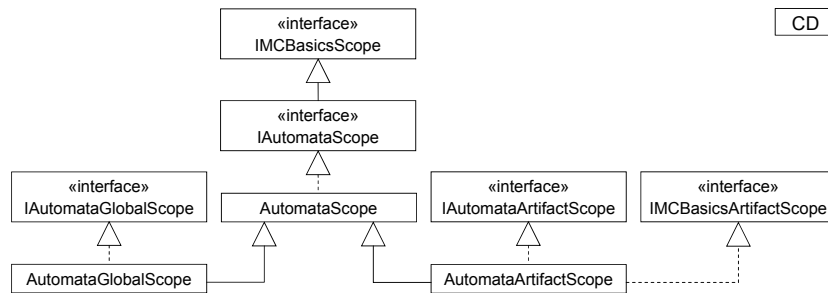 «interface»
IMCBasicsScope
CD
«interface»
IAutomataScope
«interface»
IAutomataGlobalScope
AutomataScope
«interface»
IAutomataArtifactScope
«interface»
IMCBasicsArtifactScope
AutomataGlobalScope
AutomataArtifactScope